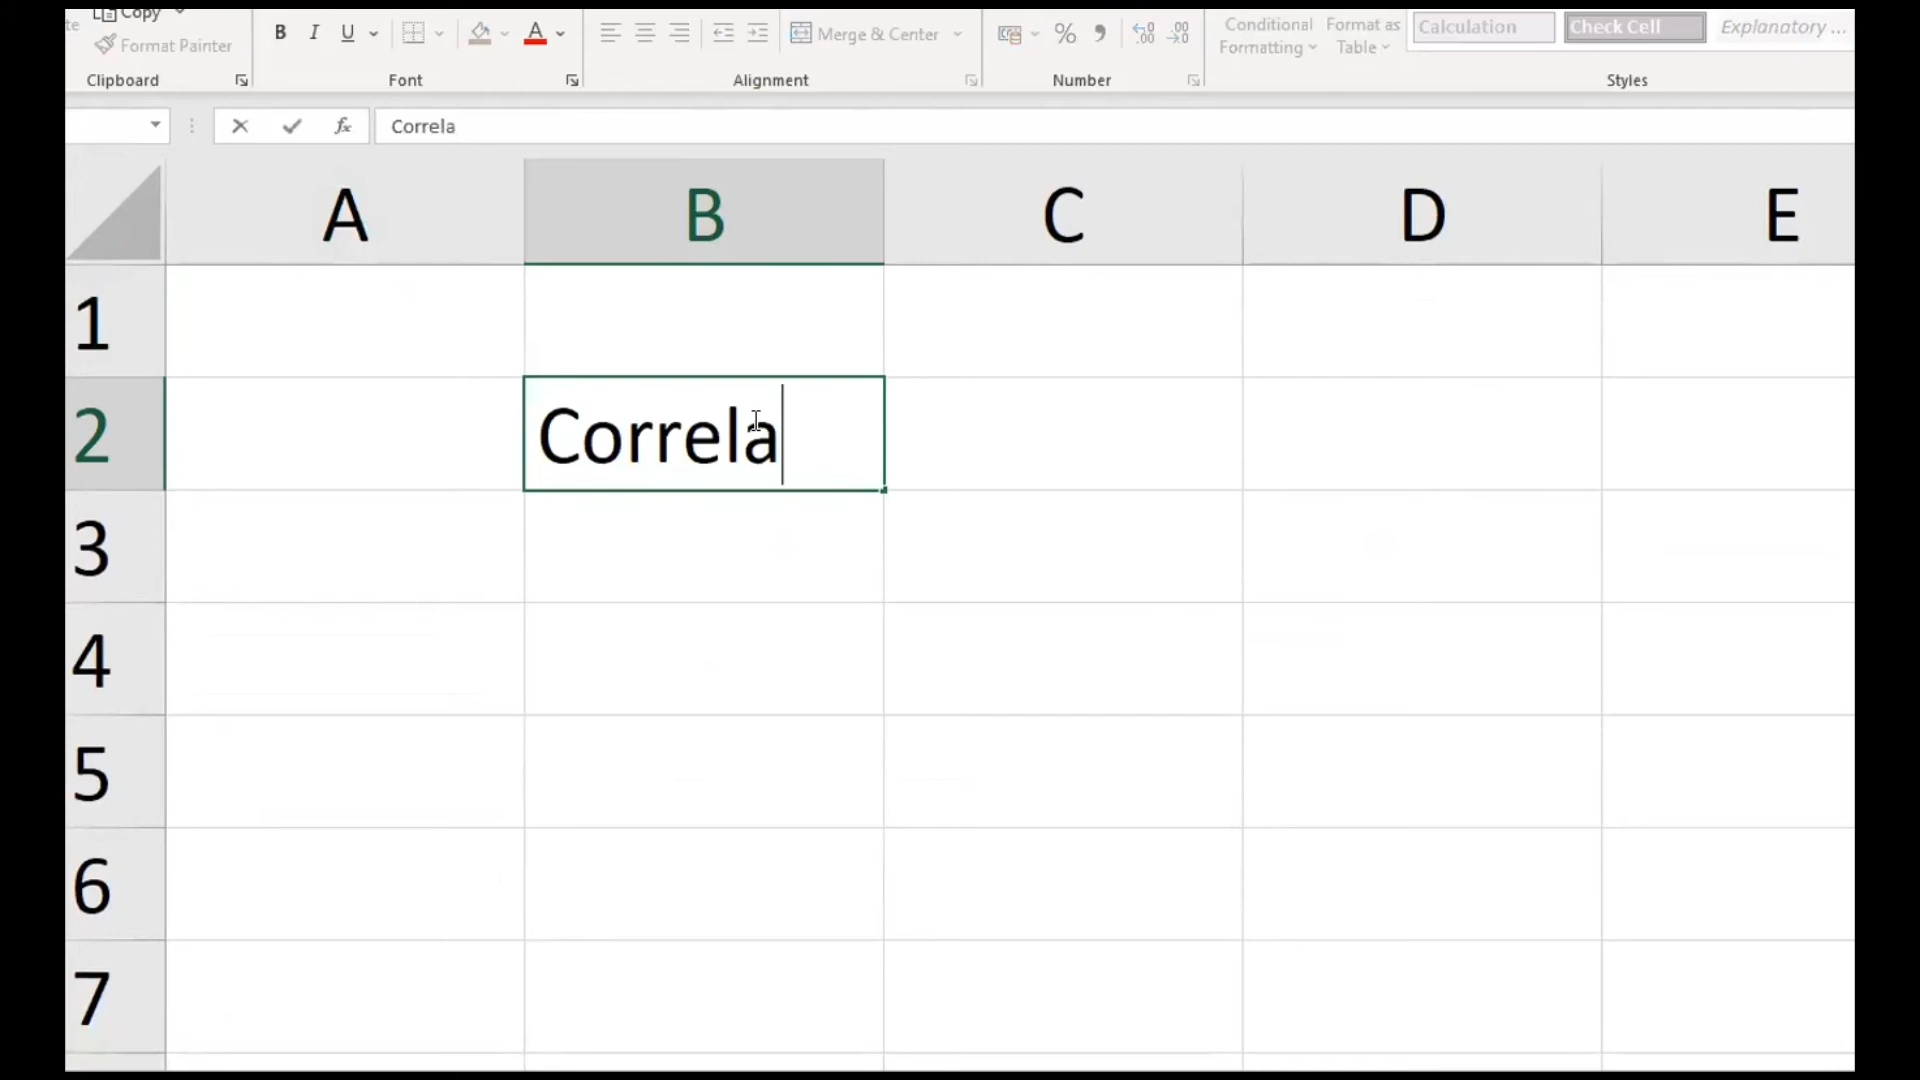 Copy
Format Painter
Clipboard
B I U A
Font
Merge & Center
Alignment
% ,
Number
Conditional Formatting
Format as Table
Calculation
Check Cell
Explanatory ...
Styles
fx Correla
A B C D E
1
2 Correla
3
4
5
6
7